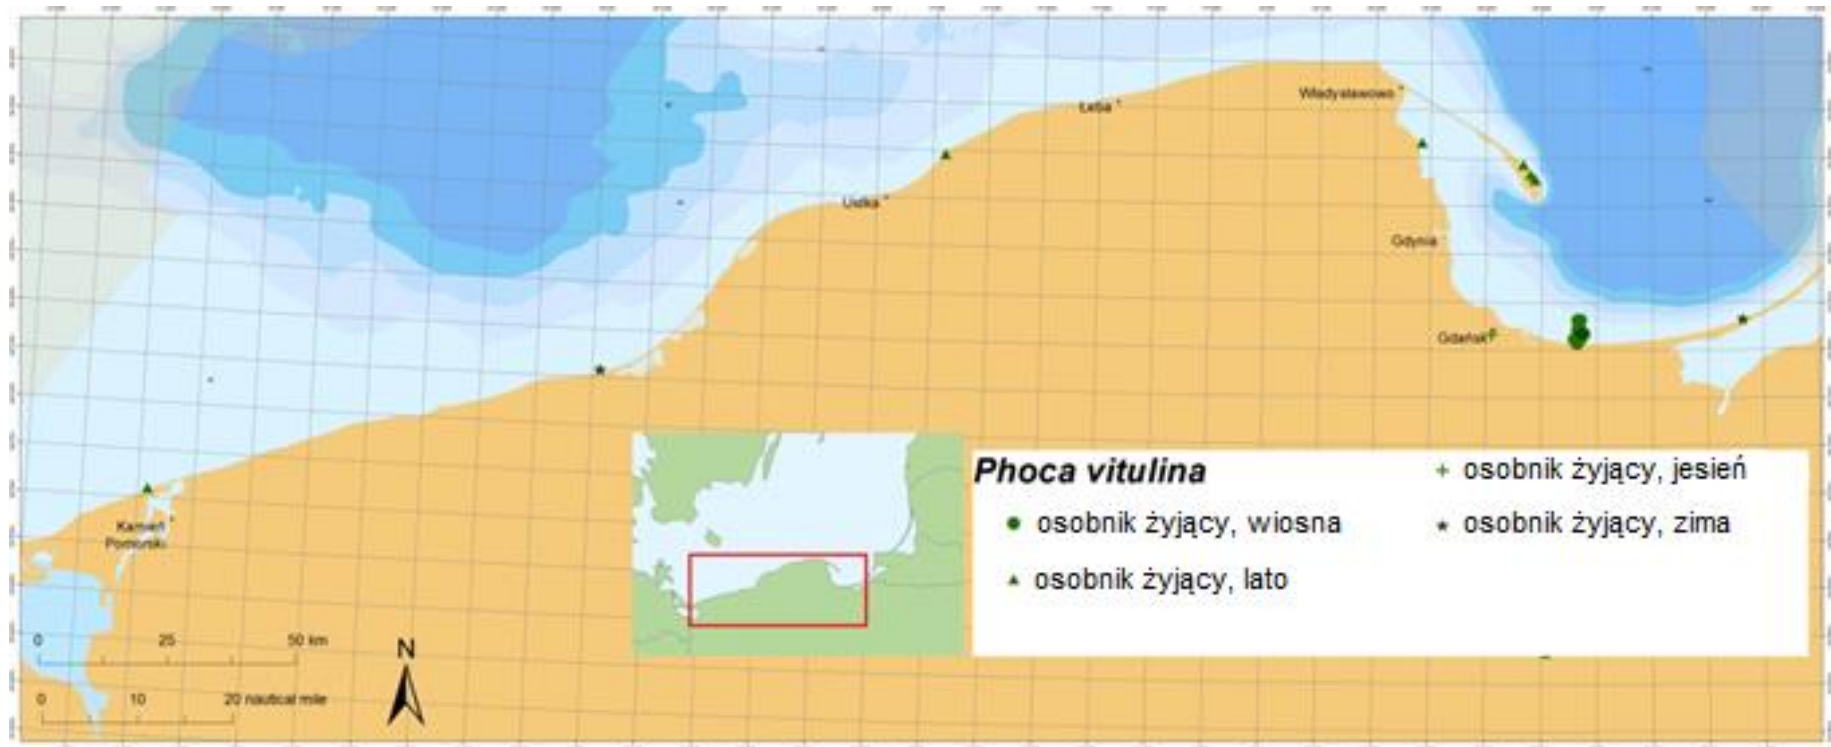 Łeba
Władysławowo
Ustka
Gdynia
Gdańsk
Kamień
Pomorski
Phoca vitulina
osobnik żyjący, wiosna
osobnik żyjący, lato
osobnik żyjący, jesień
osobnik żyjący, zima
0 25 50 km
0 10 20 nautical mile
N